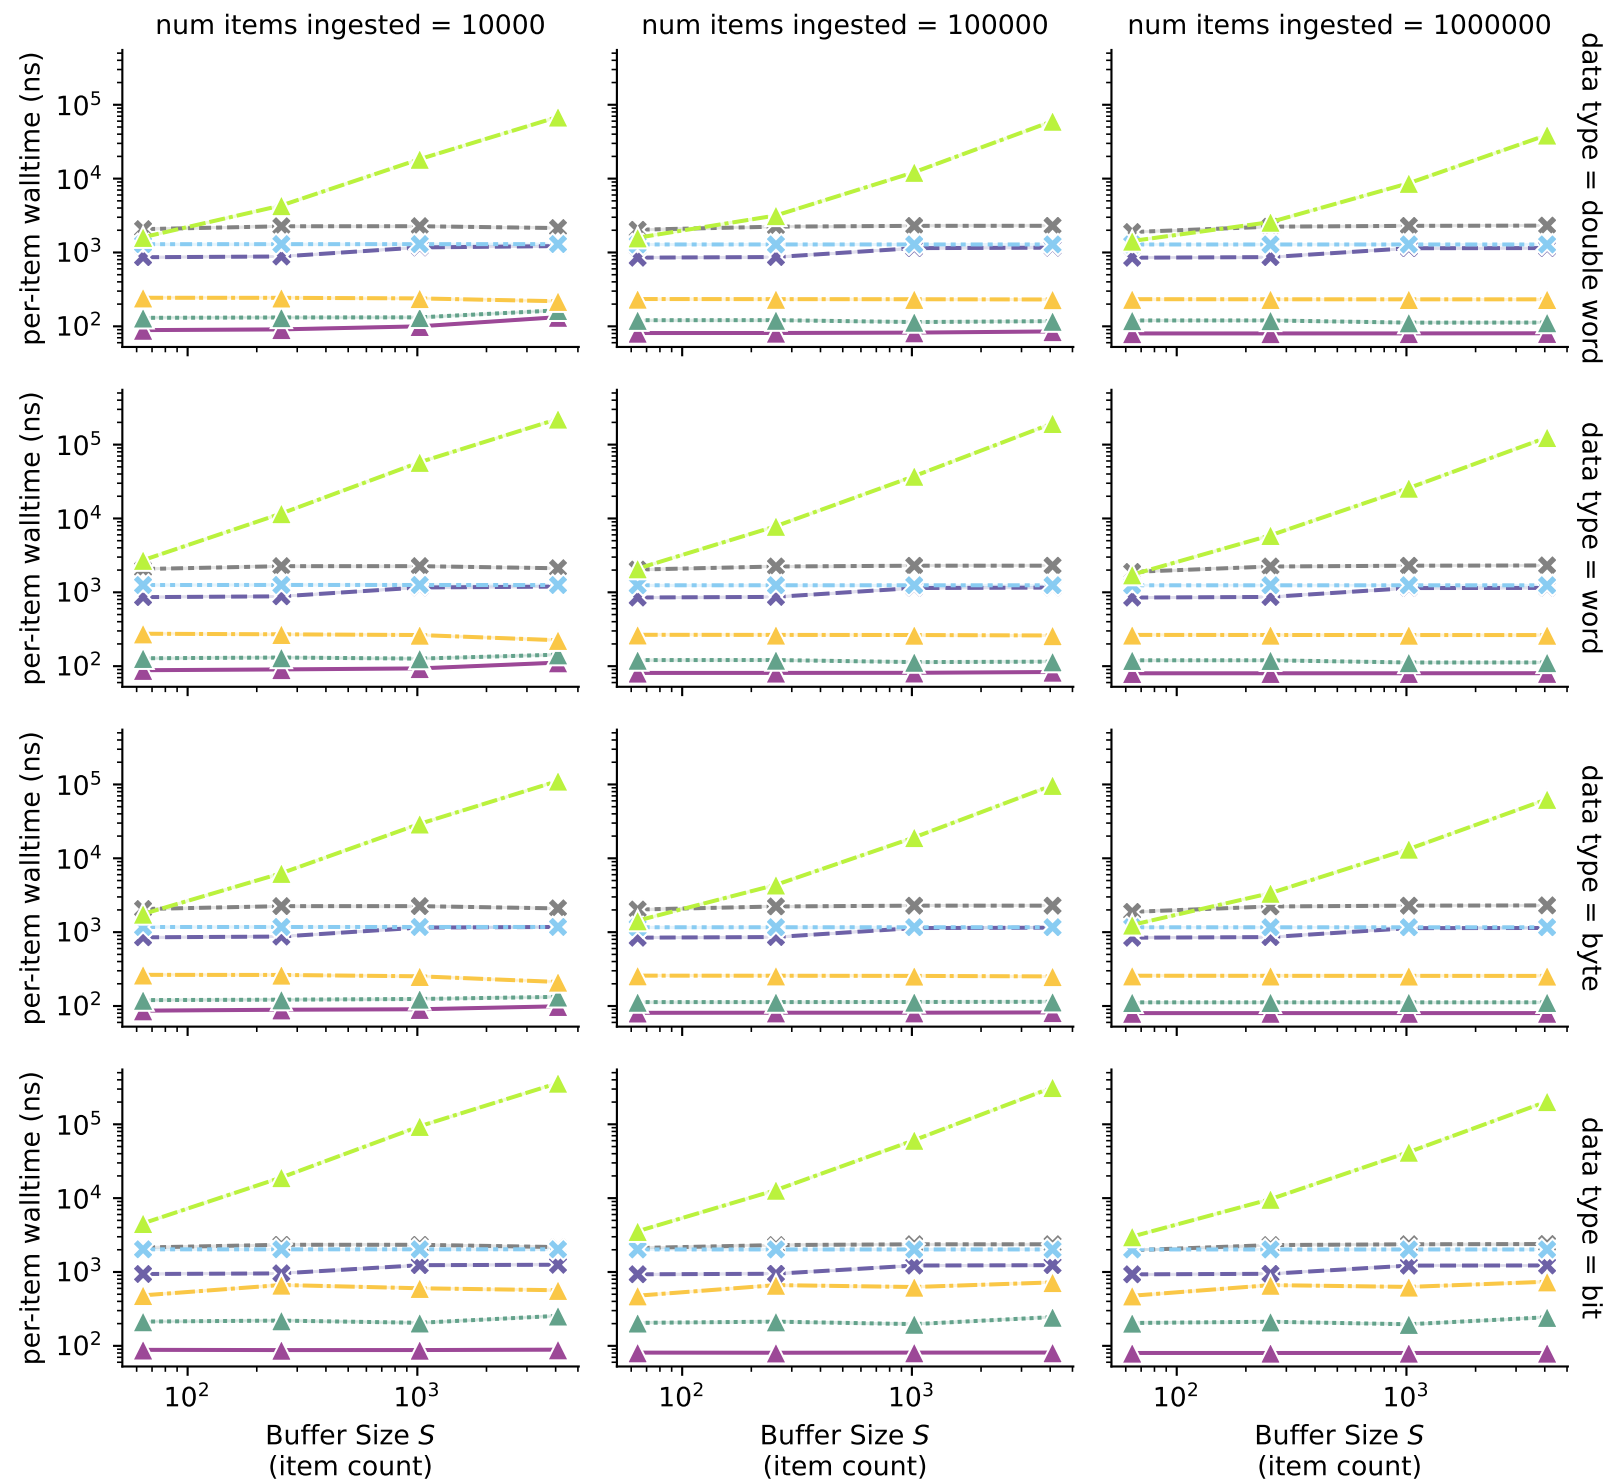 num items ingested = 10000
num items ingested = 100000
num items ingested = 1000000
per-item walltime (ns)
10^5
10^4
10^3
10^2
data type = double word
per-item walltime (ns)
10^5
10^4
10^3
10^2
data type = word
per-item walltime (ns)
10^5
10^4
10^3
10^2
data type = byte
per-item walltime (ns)
10^5
10^4
10^3
10^2
data type = bit
10^2
10^3
10^2
10^3
10^2
10^3
Buffer Size S
(item count)
Buffer Size S
(item count)
Buffer Size S
(item count)